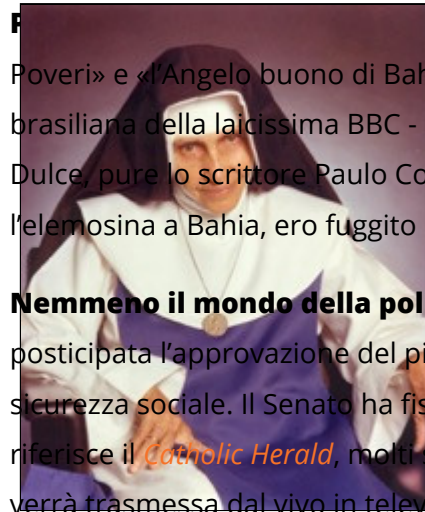 Poveri» e «l'Angelo buono di Bah
brasiliana della laicissima BBC -
Dulce, pure lo scrittore Paulo Co
l'elemosina a Bahia, ero fuggito
Nemmeno il mondo della pol
posticipata l'approvazione del pi
sicurezza sociale. Il Senato ha fis
riferisce il Catholic Herald, molti s
verrà trasmessa dal vivo in telev